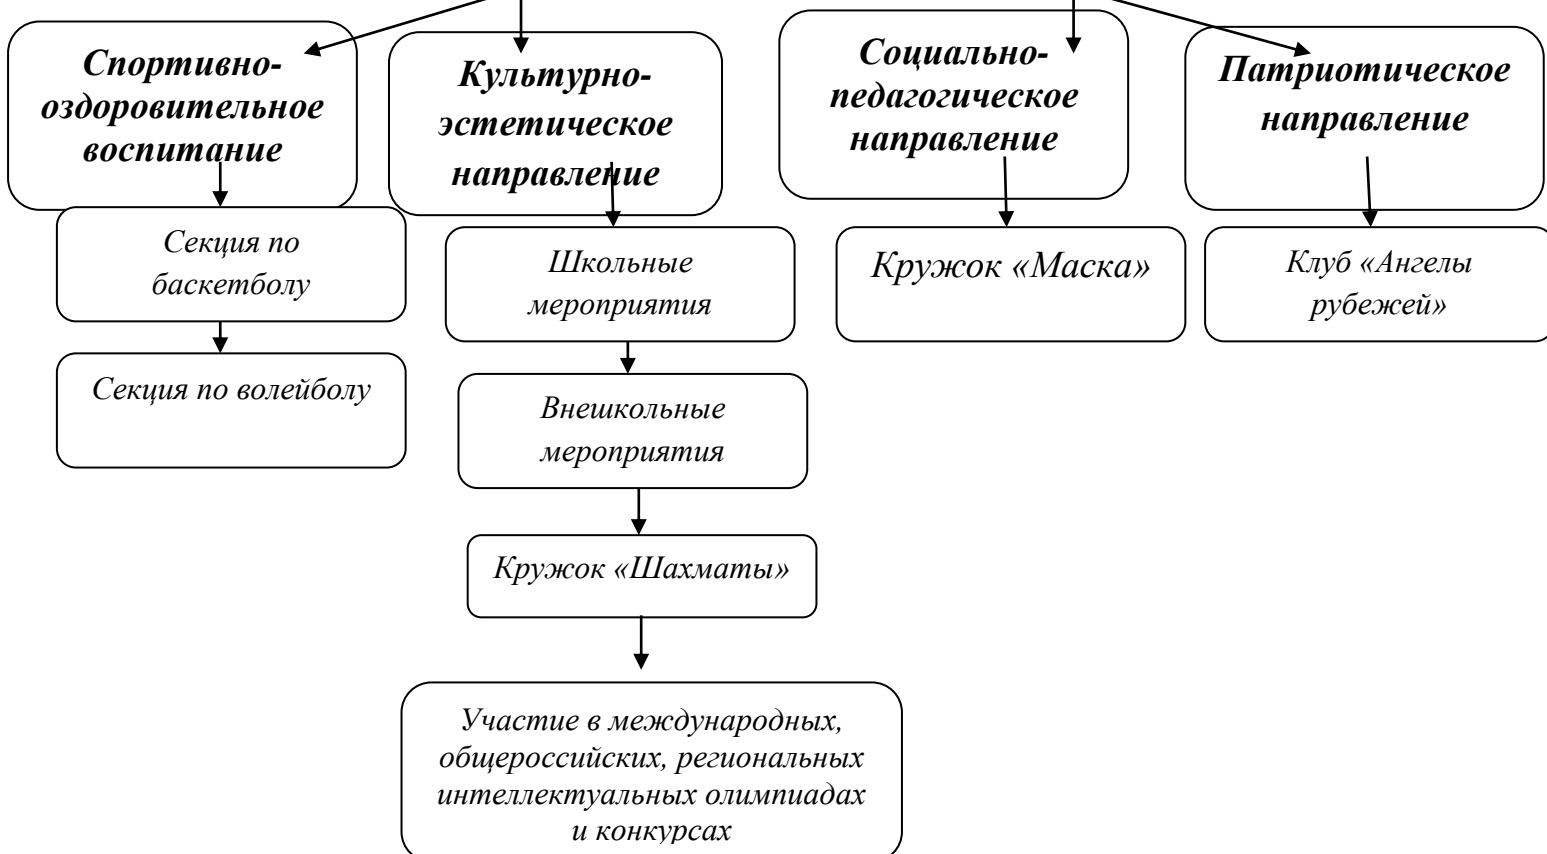 Спортивно-
оздоровительное
воспитание
Культурно-
эстетическое
направление
Социально-
педагогическое
направление
Патриотическое
направление
Секция по
баскетболу
Школьные
мероприятия
Кружок «Маска»
Клуб «Ангелы
рубежей»
Секция по волейболу
Внешкольные
мероприятия
Кружок «Шахматы»
Участие в международных,
общероссийских, региональных
интеллектуальных олимпиадах
и конкурсах